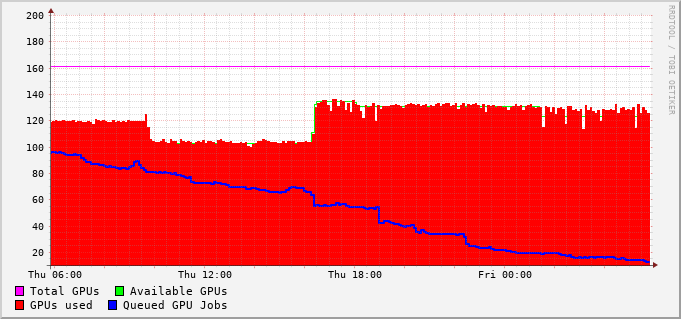 200
180
160
140
120
100
80
60
40
20
Thu 06:00 Thu 12:00 Thu 18:00 Fri 00:00
Total GPUs Available GPUs
GPUs used Queued GPU Jobs
RRDTOOL / TOBI OETIKER